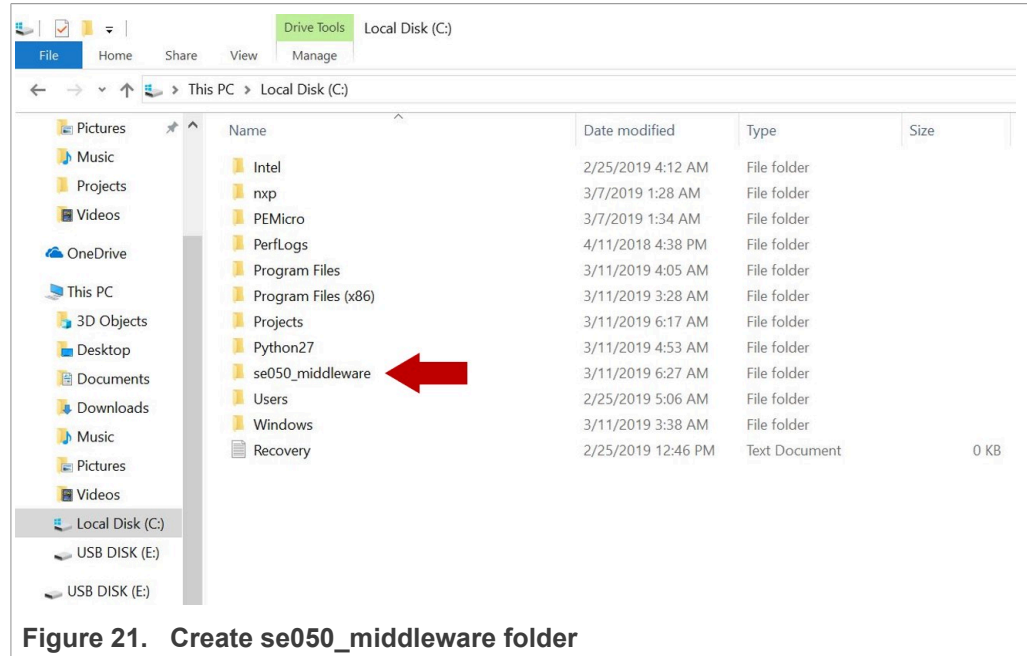 Drive Tools Local Disk (C:)
File Home Share View Manage
This PC > Local Disk (C:)
Pictures
Music
Projects
Videos
OneDrive
This PC
3D Objects
Desktop
Documents
Downloads
Music
Pictures
Videos
Local Disk (C:)
USB DISK (E:)
USB DISK (E:)
Name Date modified Type Size
Intel 2/25/2019 4:12 AM File folder
nxp 3/7/2019 1:28 AM File folder
PEMicro 3/7/2019 1:34 AM File folder
PerfLogs 4/11/2018 4:38 PM File folder
Program Files 3/11/2019 4:05 AM File folder
Program Files (x86) 3/11/2019 3:28 AM File folder
Projects 3/11/2019 6:17 AM File folder
Python27 3/11/2019 4:53 AM File folder
se050_middleware 3/11/2019 6:27 AM File folder
Users 2/25/2019 5:06 AM File folder
Windows 3/11/2019 3:38 AM File folder
Recovery 2/25/2019 12:46 PM Text Document 0 KB
Figure 21. Create se050_middleware folder